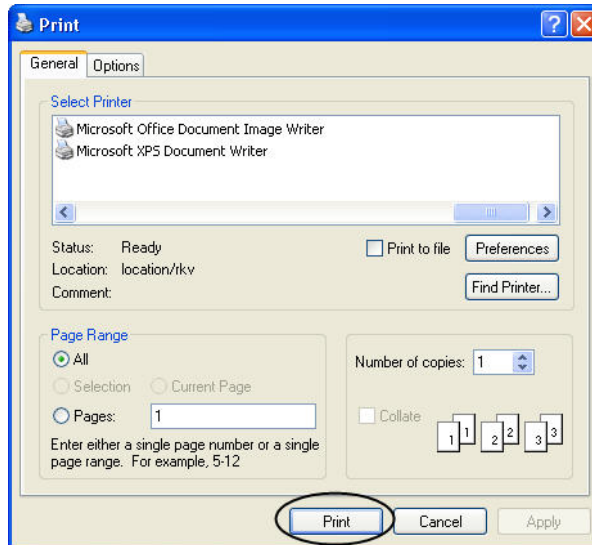 Print
General Options
Select Printer
Microsoft Office Document Image Writer
Microsoft XPS Document Writer
Status: Ready
Print to file Preferences
Location: location/rkv
Comment:
Find Printer...
Page Range
All
Selection Current Page
Pages: 1
Enter either a single page number or a single
page range. For example, 5-12
Number of copies: 1
Collate
1 1 2 2 3 3
Print Cancel Apply